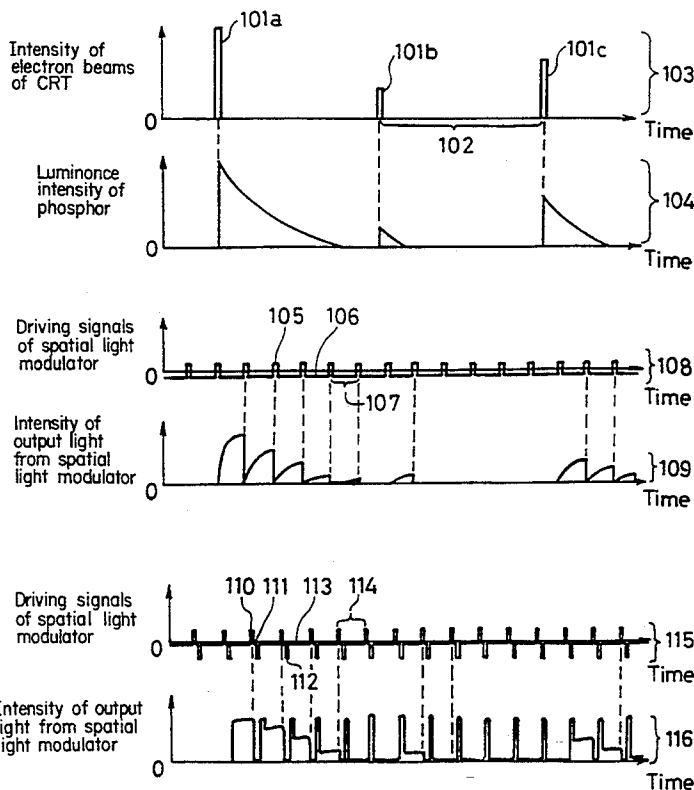 101a
101b
101c
Intensity of
electron beams
of CRT
103
0
Time
102
Luminonce
intensity of
phosphor
104
0
Time
Driving signals
of spatial light
modulator
105
106
0
108
Time
107
Intensity of
output light
from spatial
light modulator
109
0
Time
110
111
113
114
Driving signals
of spatial light
modulator
0
115
Time
112
Intensity of output
light from spatial
light modulator
116
0
Time